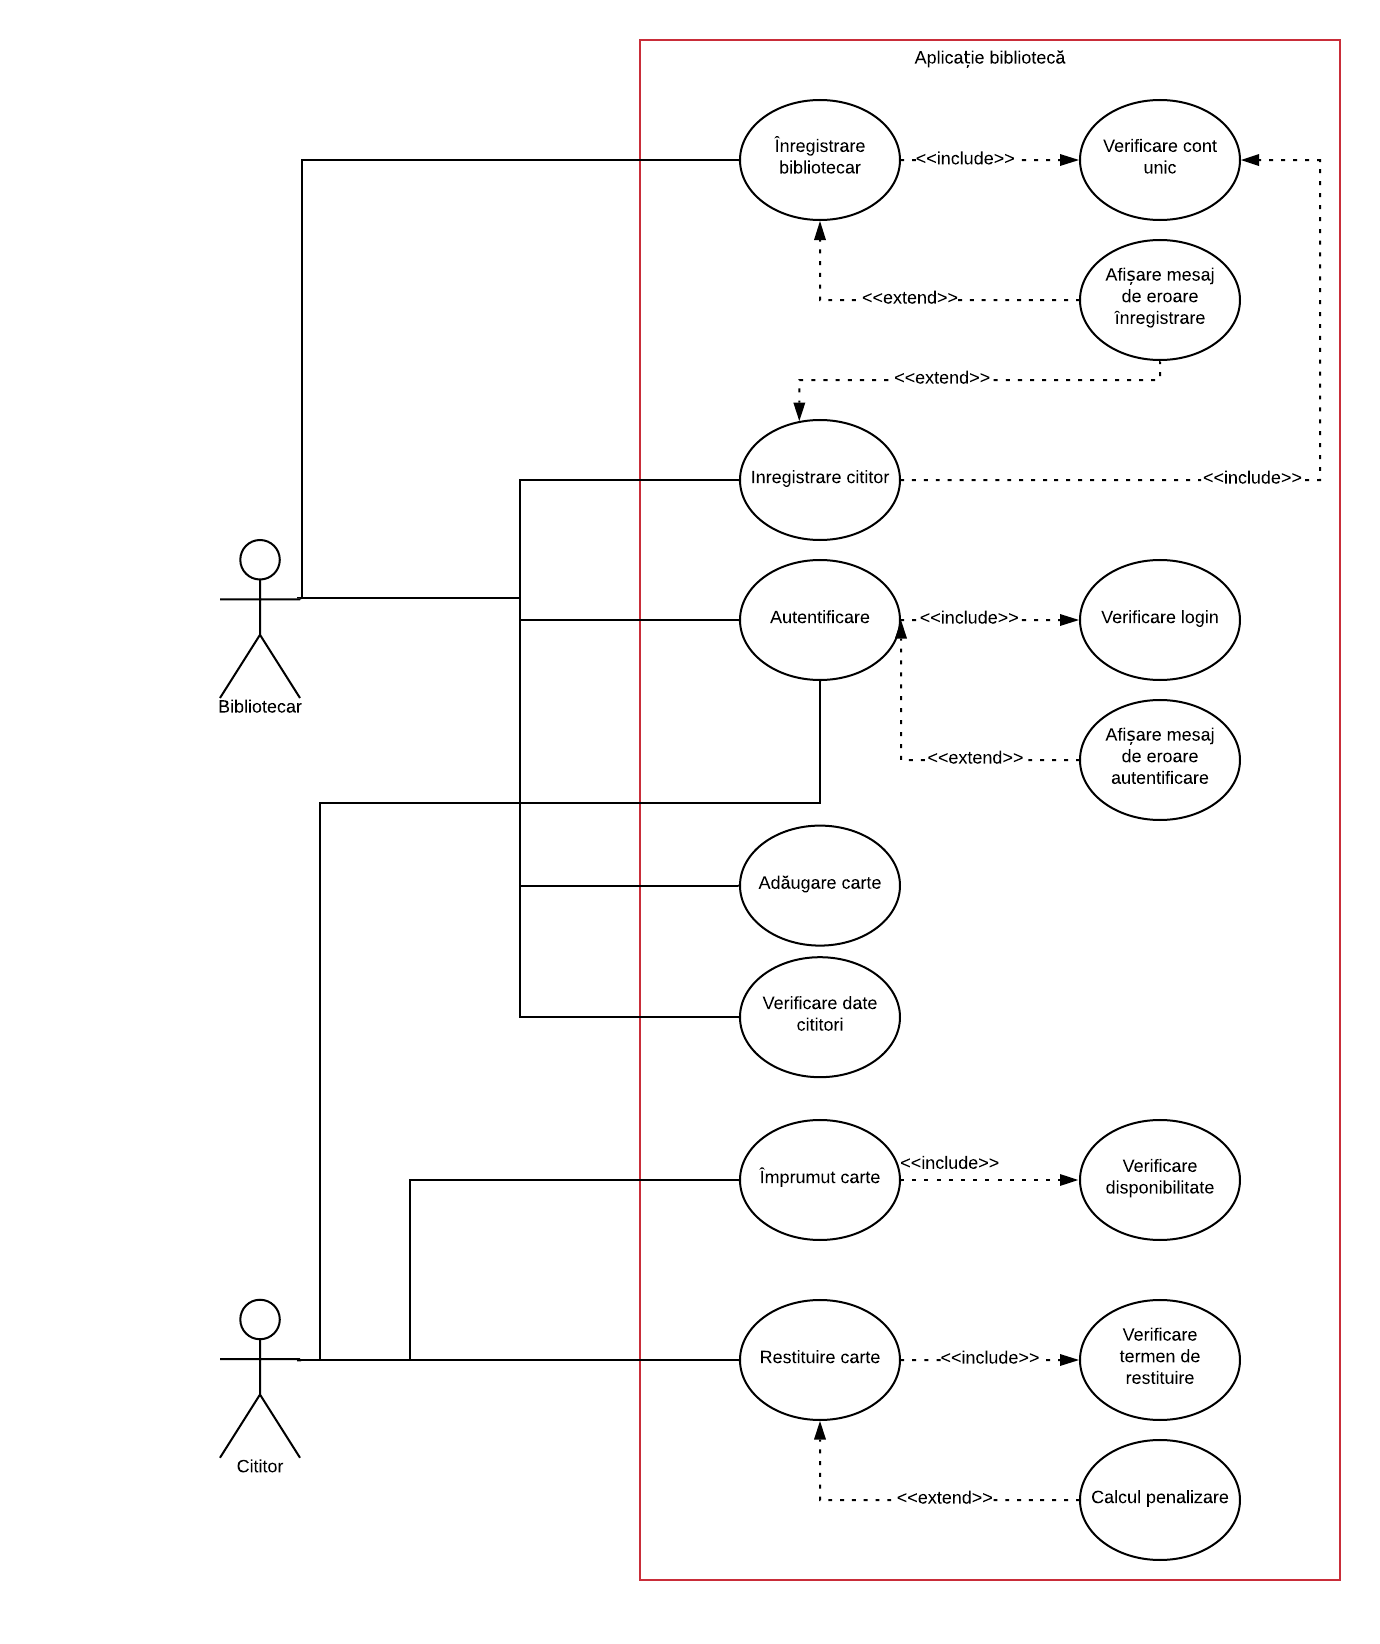 Aplicație bibliotecă
Înregistrare
bibliotecar
<<include>>
Verificare cont
unic
Afișare mesaj
de eroare
înregistrare
<<extend>>
<<extend>>
Inregistrare cititor
<<include>>
Bibliotecar
Autentificare
<<include>>
Verificare login
Afișare mesaj
de eroare
autentificare
<<extend>>
Adăugare carte
Verificare date
cititori
Împrumut carte
<<include>>
Verificare
disponibilitate
Cititor
Restituire carte
<<include>>
Verificare
termen de
restituire
<<extend>>
Calcul penalizare